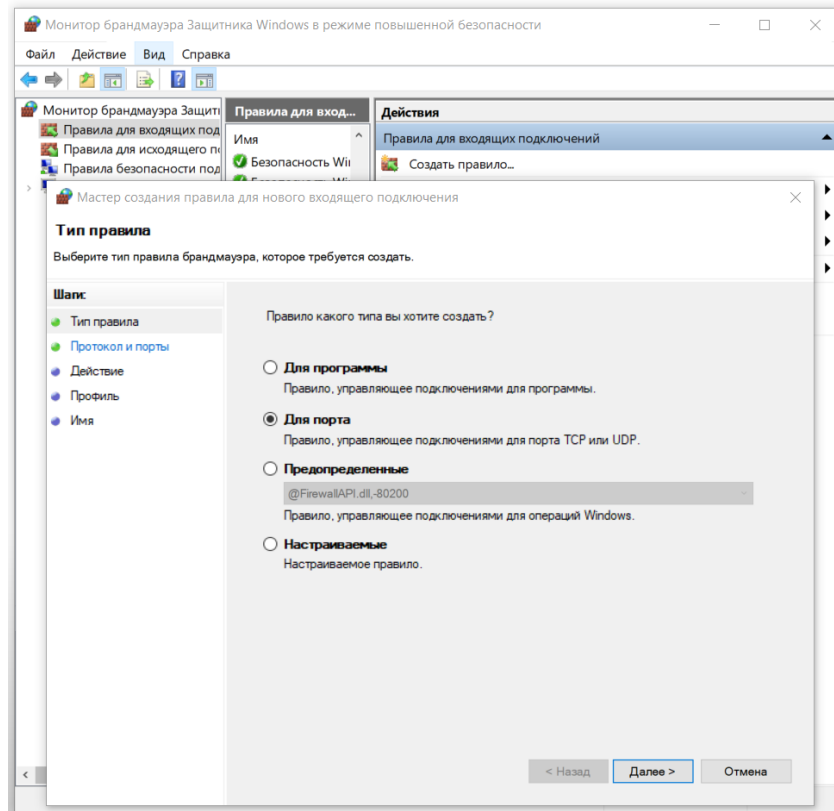 Монитор брандмауэра Защитника Windows в режиме повышенной безопасности
Файл Действие Вид Справка
Монитор брандмауэра Защит
Правила для входящих под
Правила для исходящего п
Правила безопасности под
Правила для вход...
Имя
Безопасность Wi
Действия
Правила для входящих подключений
Создать правило...
Мастер создания правила для нового входящего подключения
Тип правила
Выберите тип правила брандмауэра, которое требуется создать.
Шаги:
Тип правила
Протокол и порты
Действие
Профиль
Имя
Правило какого типа вы хотите создать?
Для программы
Правило, управляющее подключениями для программы.
Для порта
Правило, управляющее подключениями для порта TCP или UDP.
Предопределенные
@FirewallAPI.dll,-80200
Правило, управляющее подключениями для операций Windows.
Настраиваемые
Настраиваемое правило.
< Назад Далее > Отмена